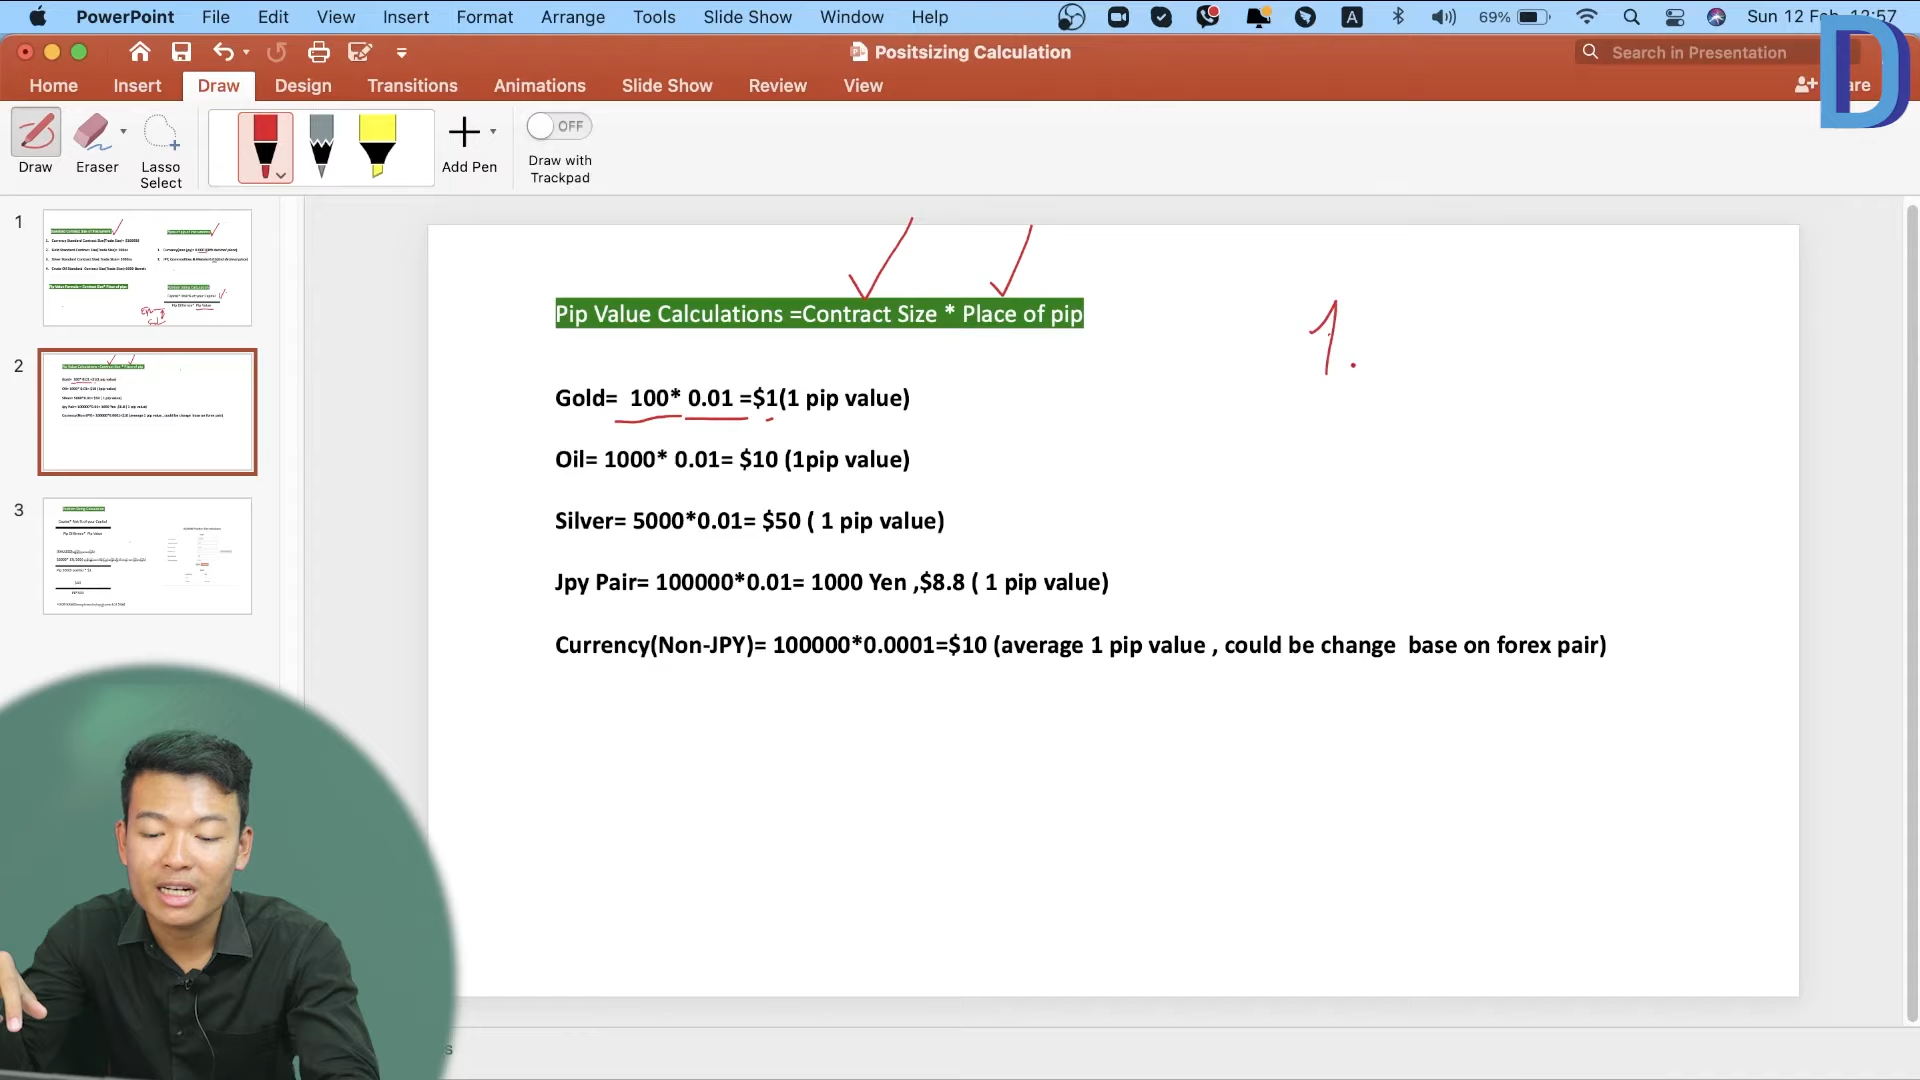 PowerPoint File Edit View Insert Format Arrange Tools Slide Show Window Help A 69% Sun 12 Feb
Positsizing Calculation
Search in Presentation
Home Insert Draw Design Transitions Animations Slide Show Review View
D
Draw Eraser Lasso Select Add Pen OFF Draw with Trackpad
1
2
3
Pip Value Calculations =Contract Size * Place of pip
1.
Gold= 100* 0.01 =$1(1 pip value)
Oil= 1000* 0.01= $10 (1pip value)
Silver= 5000*0.01= $50 ( 1 pip value)
Jpy Pair= 100000*0.01= 1000 Yen ,$8.8 ( 1 pip value)
Currency(Non-JPY)= 100000*0.0001=$10 (average 1 pip value , could be change  base on forex pair)